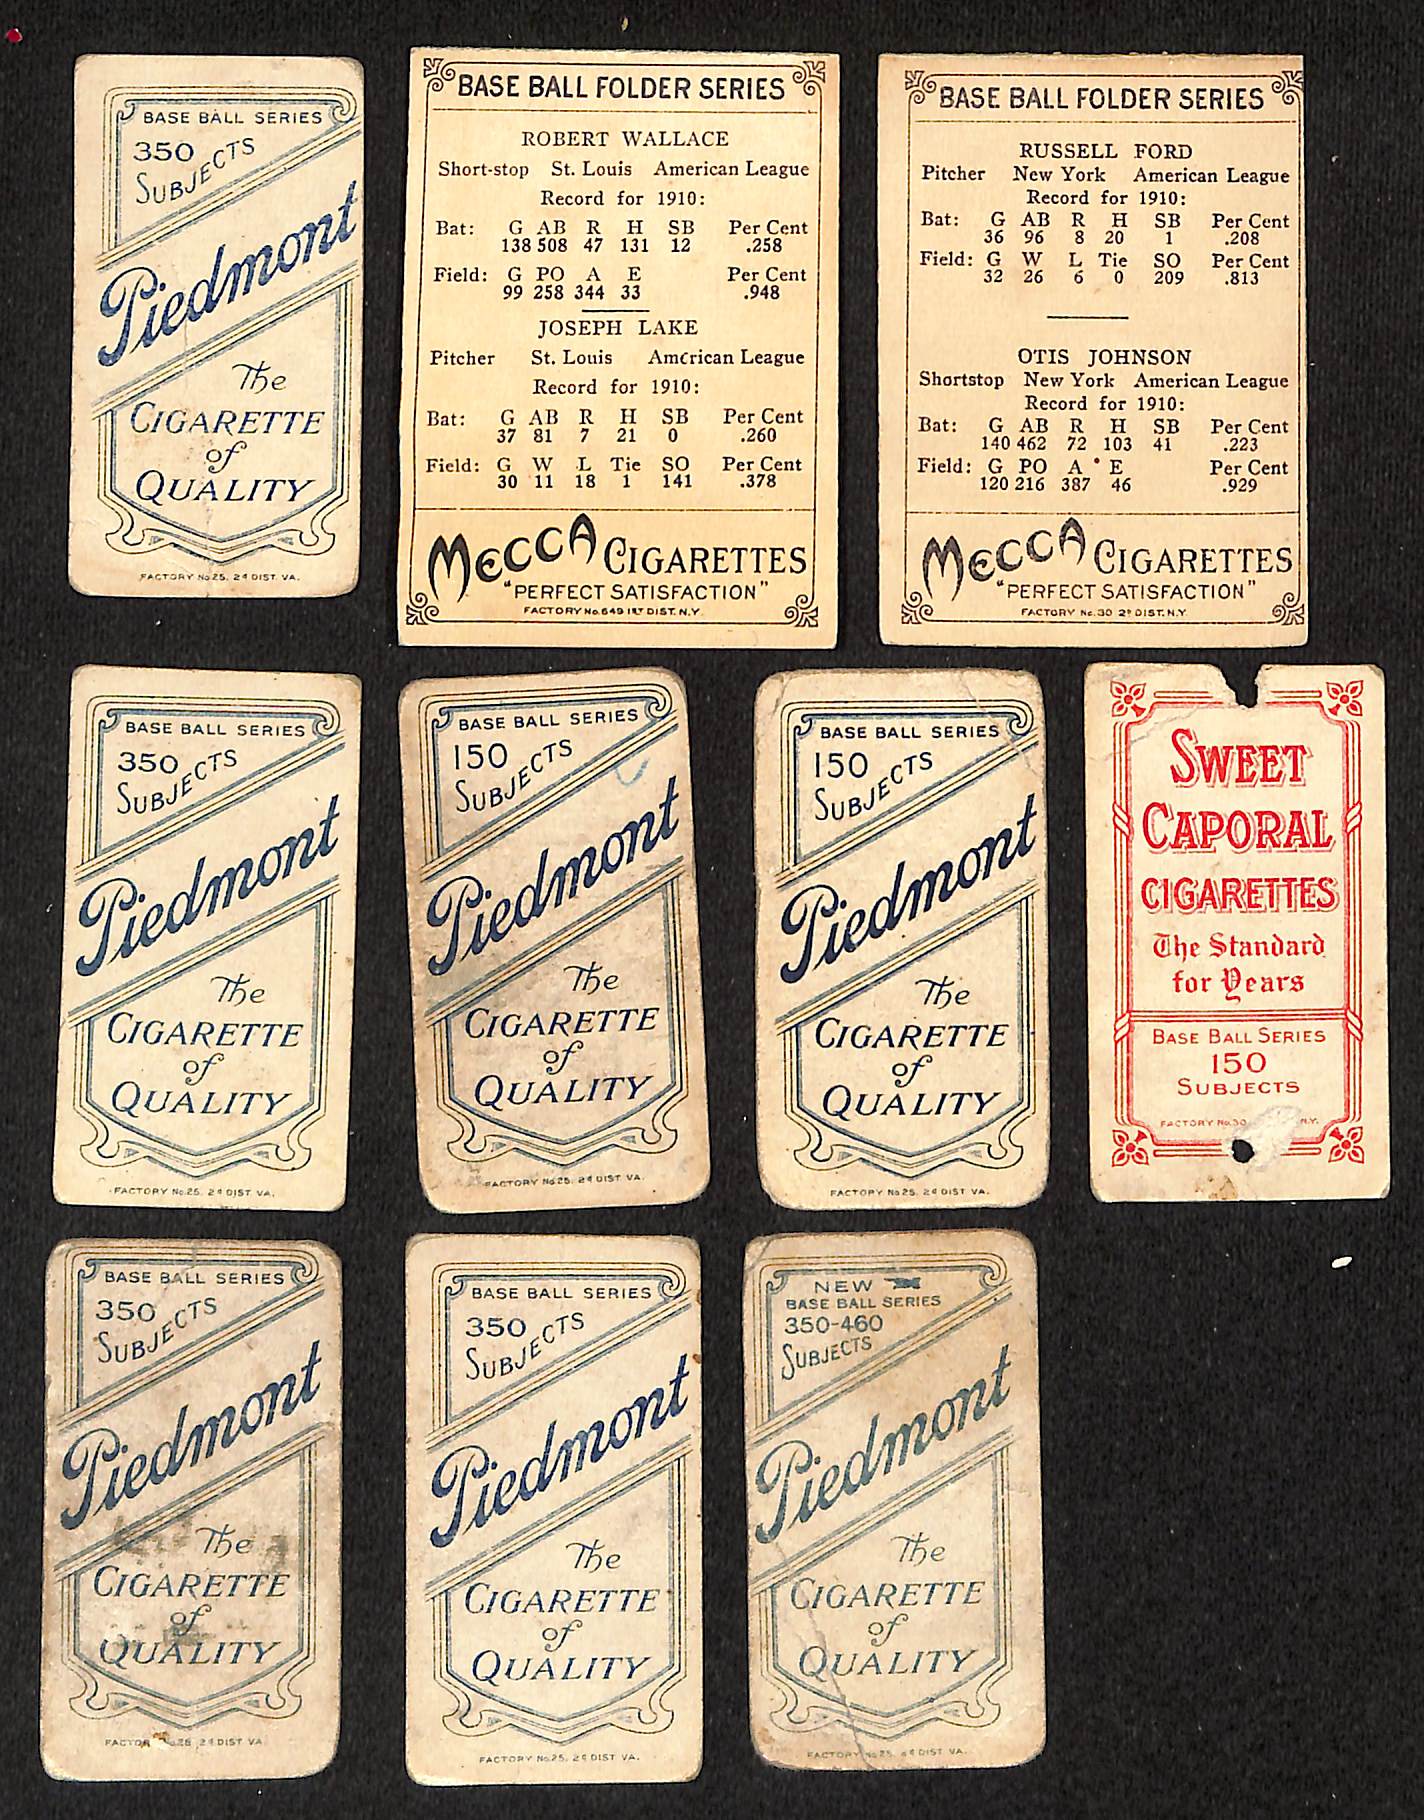 BASE BALL SERIES
350
SUBJECTS
Piedmont
The
CIGARETTE
of
QUALITY
FACTORY No 25. 2d DIST. VA.
BASE BALL FOLDER SERIES
ROBERT WALLACE
Short-stop St. Louis American League
Record for 1910:
Bat: G AB R H SB Per Cent
138 508 47 131 12 .258
Field: G PO A E Per Cent
99 258 344 33 .948
JOSEPH LAKE
Pitcher St. Louis American League
Record for 1910:
Bat: G AB R H SB Per Cent
37 81 7 21 0 .260
Field: G W L Tie SO Per Cent
30 11 18 1 141 .378
MECCA CIGARETTES
"PERFECT SATISFACTION"
FACTORY No. 649 1ST DIST. N.Y.
BASE BALL FOLDER SERIES
RUSSELL FORD
Pitcher New York American League
Record for 1910:
Bat: G AB R H SB Per Cent
36 96 8 20 1 .208
Field: G W L Tie SO Per Cent
32 26 6 0 209 .813
OTIS JOHNSON
Shortstop New York American League
Record for 1910:
Bat: G AB R H SB Per Cent
140 462 72 103 41 .223
Field: G PO A E Per Cent
120 216 387 46 .929
MECCA CIGARETTES
"PERFECT SATISFACTION"
FACTORY No. 30 2D DIST. N.Y.
BASE BALL SERIES
350
SUBJECTS
Piedmont
The
CIGARETTE
of
QUALITY
FACTORY No 25. 2d DIST VA.
BASE BALL SERIES
150
SUBJECTS
Piedmont
The
CIGARETTE
of
QUALITY
FACTORY No 25. 2d DIST VA.
BASE BALL SERIES
150
SUBJECTS
Piedmont
The
CIGARETTE
of
QUALITY
FACTORY No 25. 2d DIST VA.
SWEET
CAPORAL
CIGARETTES
The Standard
for Years
BASE BALL SERIES
150
SUBJECTS
FACTORY No. 30 N.Y.
BASE BALL SERIES
350
SUBJECTS
Piedmont
The
CIGARETTE
of
QUALITY
25 2d DIST VA.
BASE BALL SERIES
350
SUBJECTS
Piedmont
The
CIGARETTE
of
QUALITY
FACTORY No 25. 2d DIST VA.
NEW
BASE BALL SERIES
350-460
SUBJECTS
Piedmont
The
CIGARETTE
of
QUALITY
FACTORY No 25. 2d DIST VA.